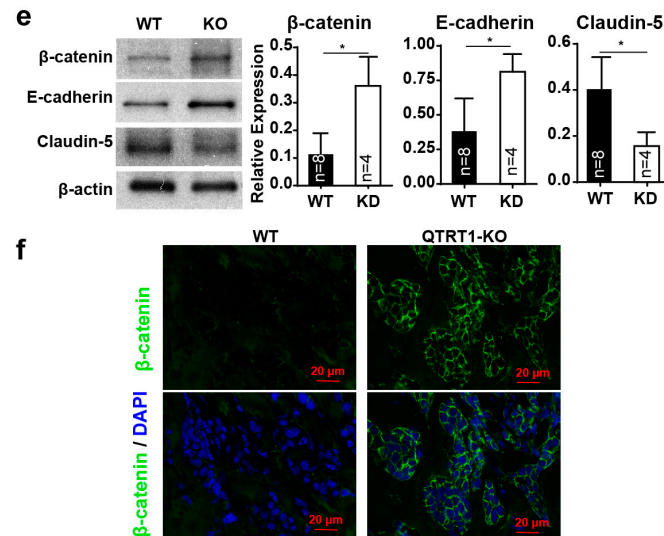 e
WT KO
β-catenin
E-cadherin
Claudin-5
β-actin
β-catenin
Relative Expression
0.5
0.4
0.3
0.2
0.1
0.0
*
n=8
n=4
WT KD
E-cadherin
1.00
0.75
0.50
0.25
0.00
*
n=8
n=4
WT KD
Claudin-5
0.6
0.4
0.2
0.0
*
n=8
n=4
WT KD
f
WT QTRT1-KO
β-catenin
20 μm
20 μm
β-catenin / DAPI
20 μm
20 μm